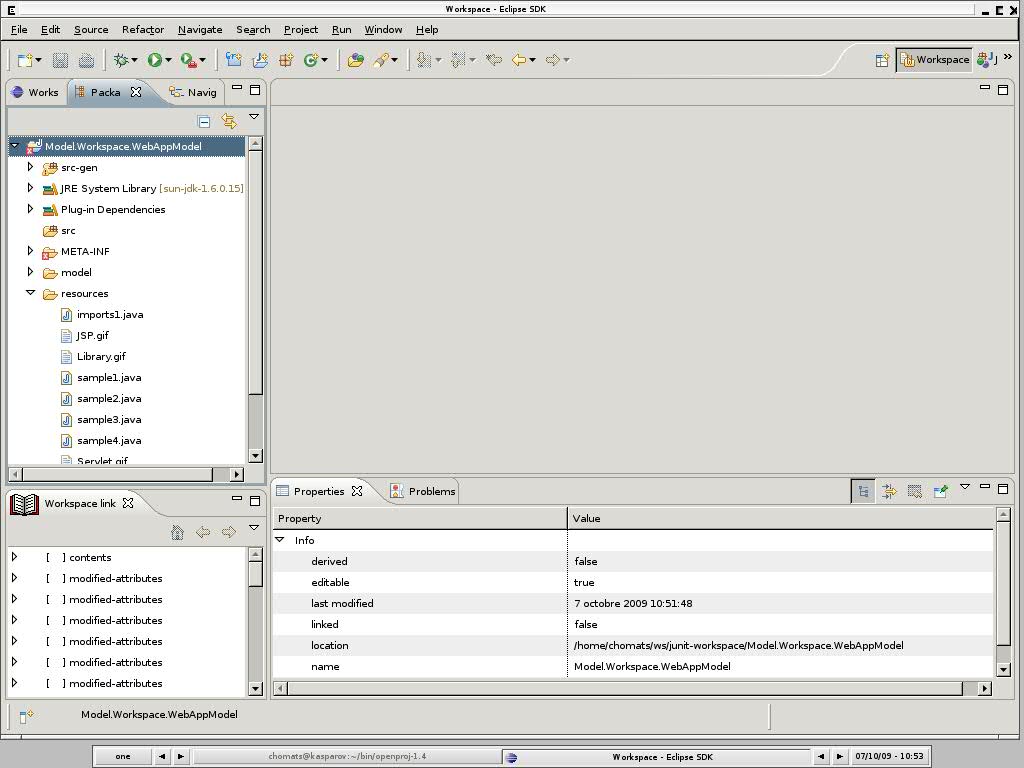 Workspace - Eclipse SDK
File Edit Source Refactor Navigate Search Project Run Window Help
Workspace
Works Packa Navig
Model.Workspace.WebAppModel
src-gen
JRE System Library [sun-jdk-1.6.0.15]
Plug-in Dependencies
src
META-INF
model
resources
imports1.java
JSP.gif
Library.gif
sample1.java
sample2.java
sample3.java
sample4.java
Servlet.gif
Workspace link
[ ] contents
[ ] modified-attributes
[ ] modified-attributes
[ ] modified-attributes
[ ] modified-attributes
[ ] modified-attributes
[ ] modified-attributes
Properties Problems
Property Value
Info
derived false
editable true
last modified 7 octobre 2009 10:51:48
linked false
location /home/chomats/ws/junit-workspace/Model.Workspace.WebAppModel
name Model.Workspace.WebAppModel
Model.Workspace.WebAppModel
one chomats@kasparov:~/bin/openproj-1.4 Workspace - Eclipse SDK 07/10/09 - 10:53